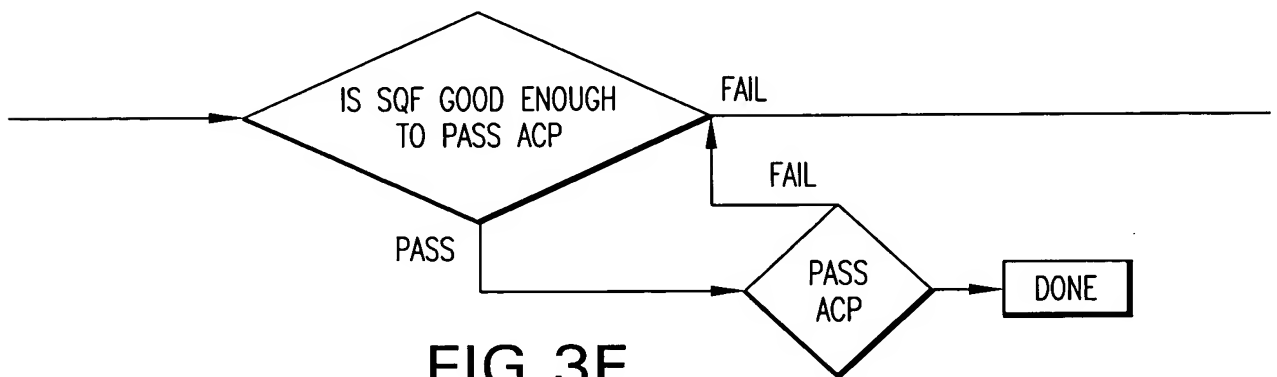 IS SQF GOOD ENOUGH
TO PASS ACP
FAIL
FAIL
PASS
PASS
ACP
DONE